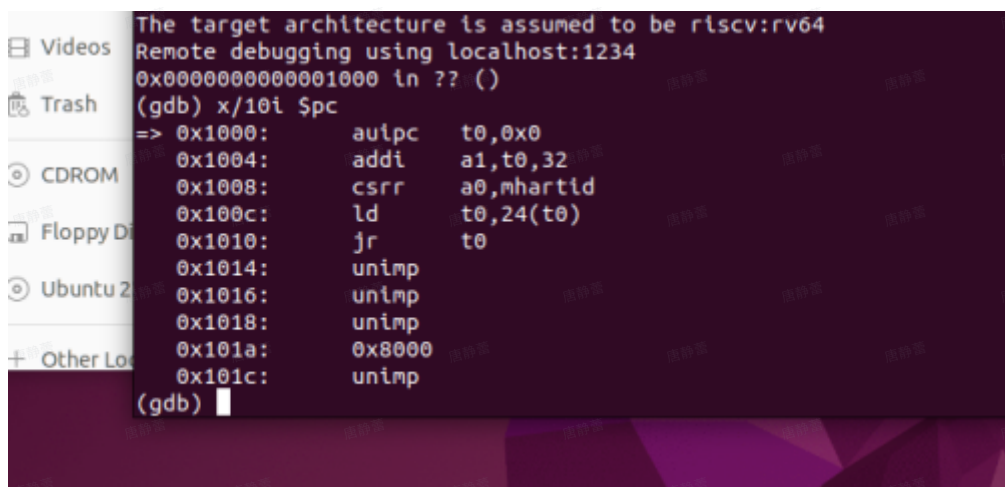 The target architecture is assumed to be riscv:rv64
Videos
Remote debugging using localhost:1234
0x0000000000001000 in ?? ()
Trash
(gdb) x/10i $pc
=> 0x1000: auipc t0,0x0
0x1004: addi a1,t0,32
CDROM
0x1008: csrr a0,mhartid
0x100c: ld t0,24(t0)
Floppy Di
0x1010: jr t0
0x1014: unimp
Ubuntu 2
0x1016: unimp
0x1018: unimp
+ Other Loc
0x101a: 0x8000
0x101c: unimp
(gdb)